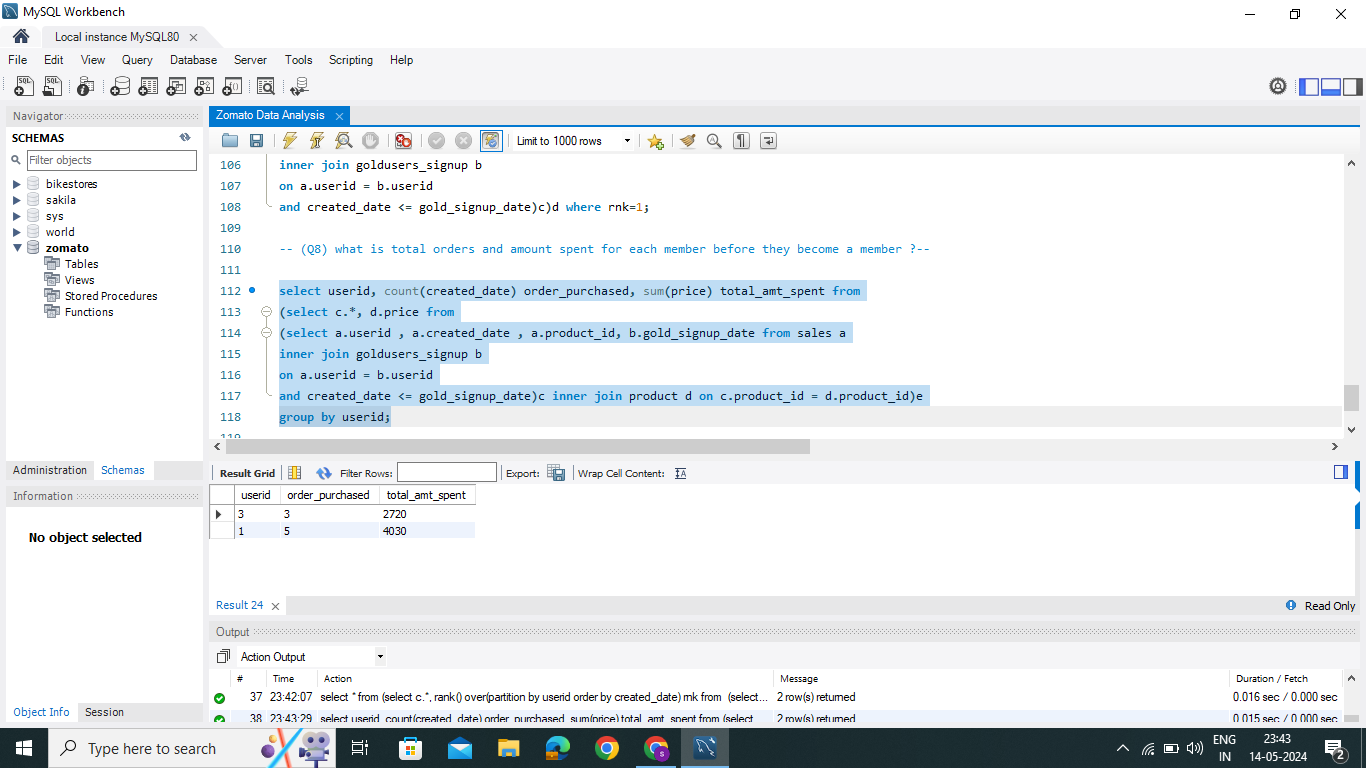 MySQL Workbench
Local instance MySQL80
File Edit View Query Database Server Tools Scripting Help
Navigator
SCHEMAS
Filter objects
bikestores
sakila
sys
world
zomato
Tables
Views
Stored Procedures
Functions
Administration Schemas
Information
No object selected
Object Info Session
Zomato Data Analysis
Limit to 1000 rows
106 inner join goldusers_signup b
107 on a.userid = b.userid
108 and created_date <= gold_signup_date)c)d where rnk=1;
109
110 -- (Q8) what is total orders and amount spent for each member before they become a member ?--
111
112 select userid, count(created_date) order_purchased, sum(price) total_amt_spent from
113 (select c.*, d.price from
114 (select a.userid , a.created_date , a.product_id, b.gold_signup_date from sales a
115 inner join goldusers_signup b
116 on a.userid = b.userid
117 and created_date <= gold_signup_date)c inner join product d on c.product_id = d.product_id)e
118 group by userid;
119
Result Grid Filter Rows: Export: Wrap Cell Content:
userid order_purchased total_amt_spent
3 3 2720
1 5 4030
Result 24
Read Only
Output
Action Output
# Time Action Message Duration / Fetch
37 23:42:07 select * from (select c.*, rank() over(partition by userid order by created_date) rnk from (select... 2 row(s) returned 0.016 sec / 0.000 sec
38 23:43:29 select userid, count(created_date) order_purchased, sum(price) total_amt_spent from (select 2 row(s) returned 0.015 sec / 0.000 sec
Type here to search
ENG
IN
23:43
14-05-2024
2